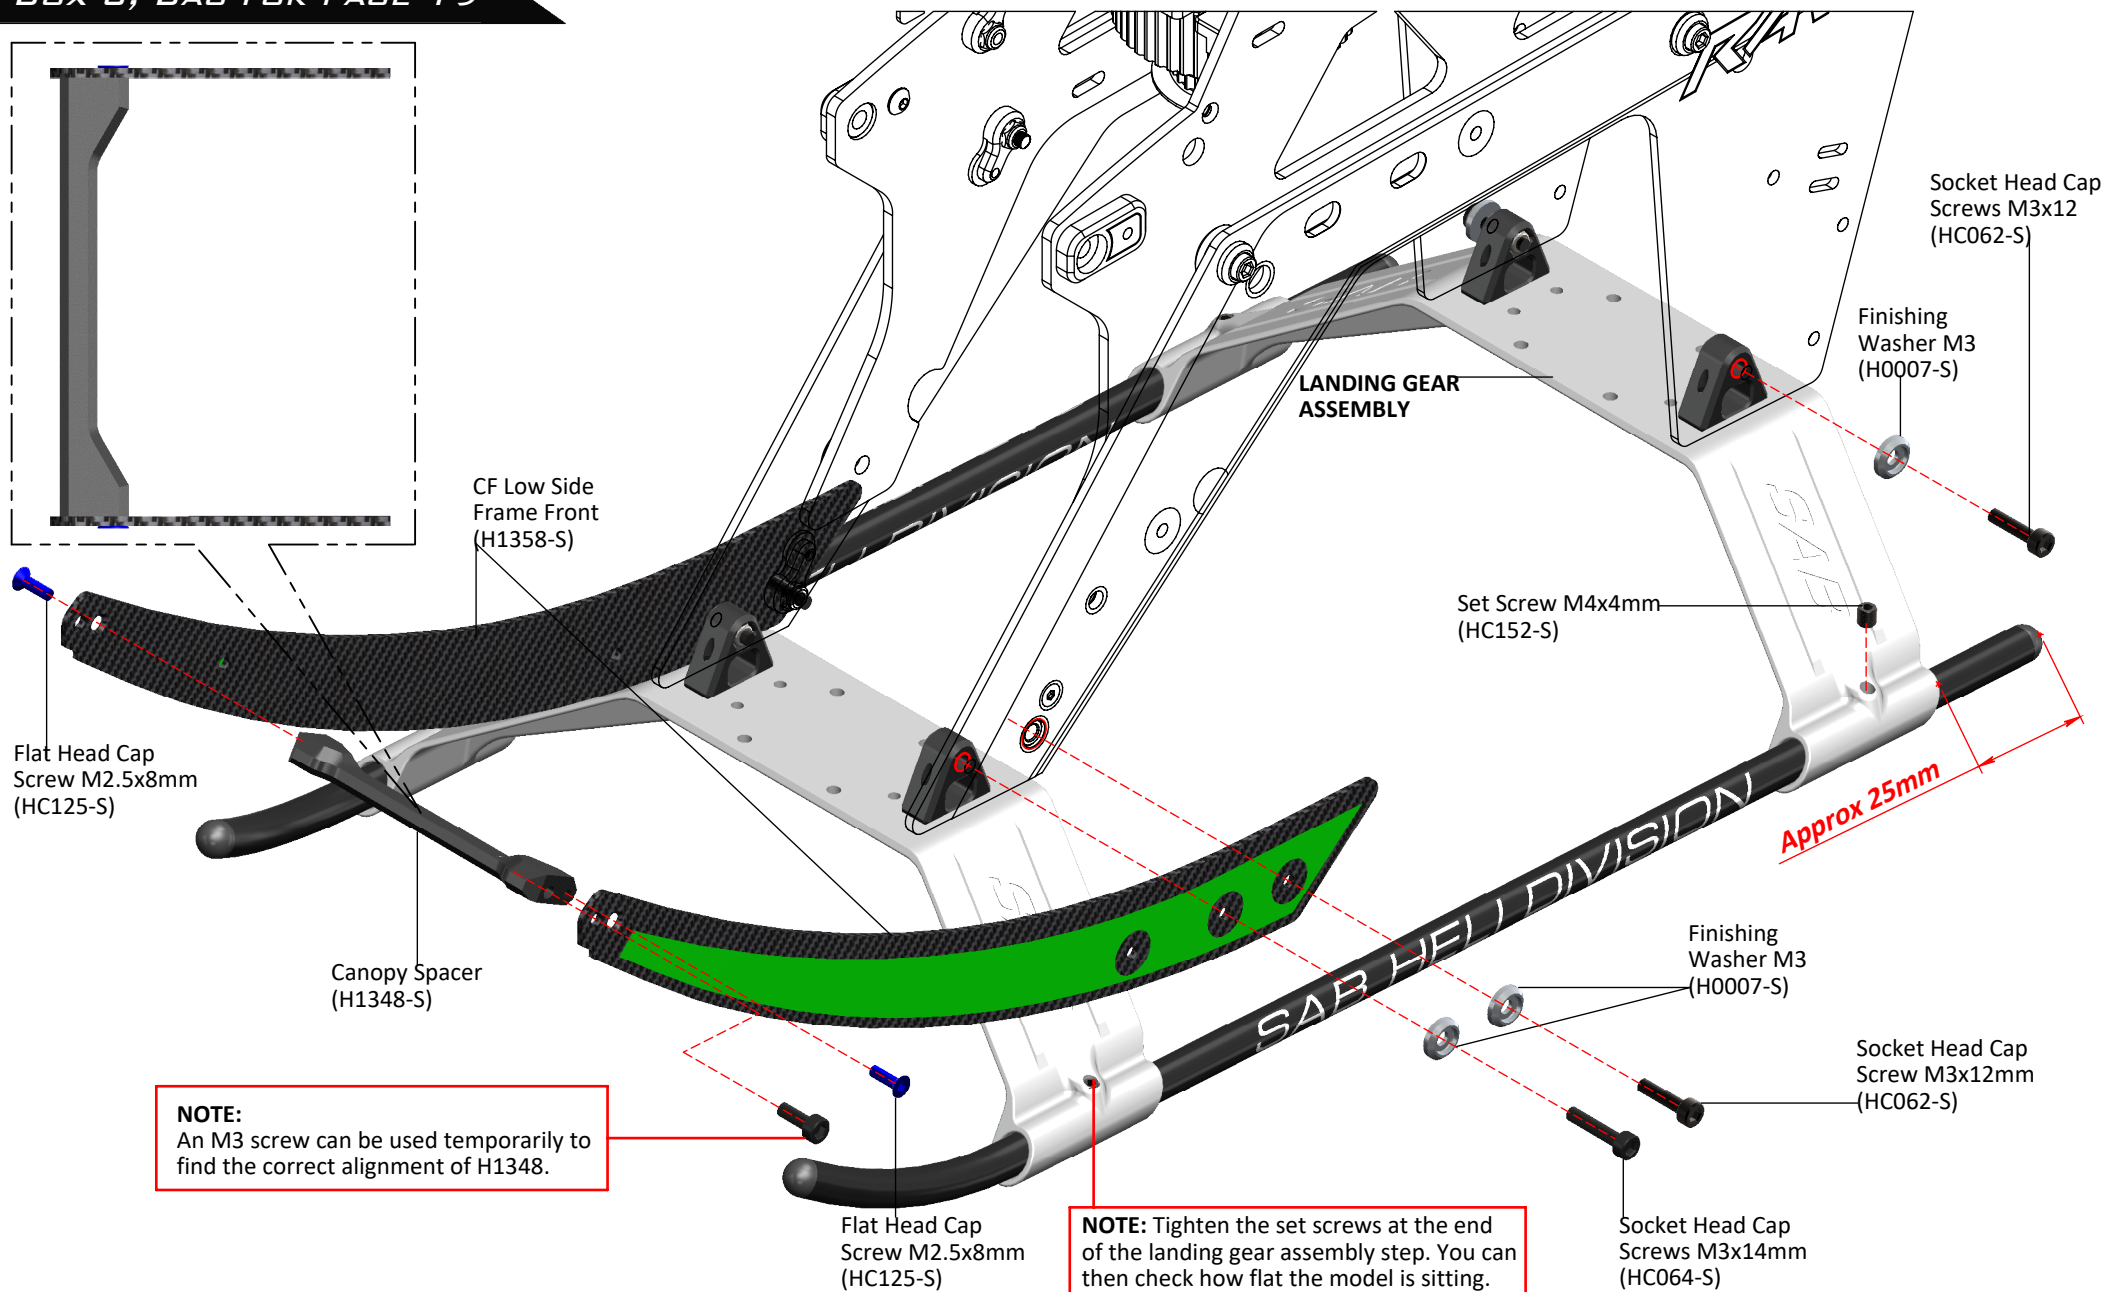 Socket Head Cap
Screws M3x12
(HC062-S)
Finishing
Washer M3
(H0007-S)
LANDING GEAR
ASSEMBLY
CF Low Side
Frame Front
(H1358-S)
SAB
Set Screw M4x4mm
(HC152-S)
Flat Head Cap
Screw M2.5x8mm
(HC125-S)
Approx 25mm
SAB HELI DIVISION
Canopy Spacer
(H1348-S)
Finishing
Washer M3
(H0007-S)
Socket Head Cap
Screw M3x12mm
(HC062-S)
NOTE:
An M3 screw can be used temporarily to
find the correct alignment of H1348.
Flat Head Cap
Screw M2.5x8mm
(HC125-S)
NOTE: Tighten the set screws at the end
of the landing gear assembly step. You can
then check how flat the model is sitting.
Socket Head Cap
Screws M3x14mm
(HC064-S)